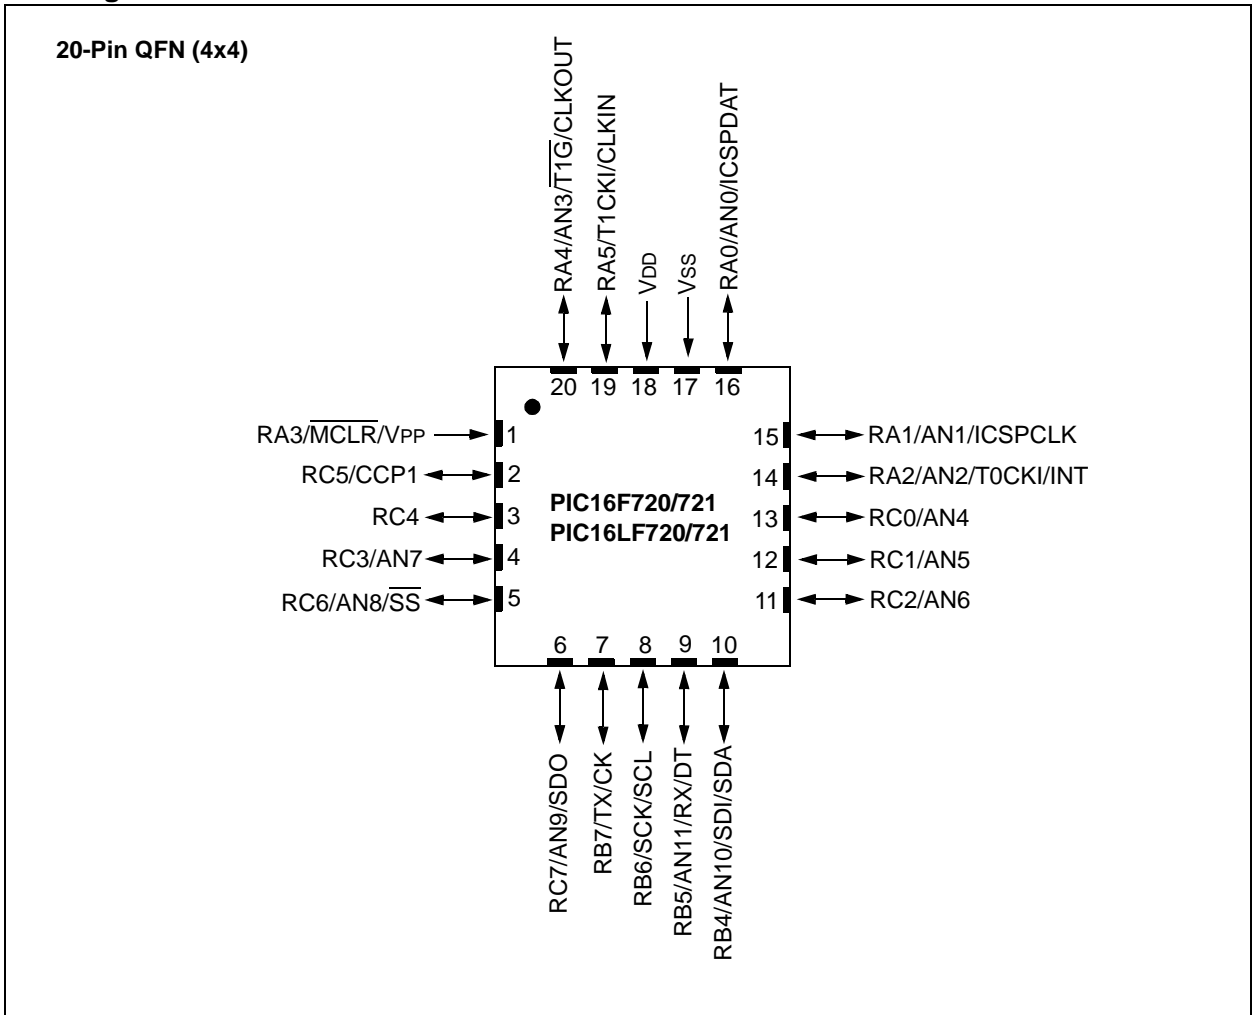 20-Pin QFN (4x4)
RA4/AN3/T1G/CLKOUT
RA5/T1CKI/CLKIN
VDD
VSS
RA0/AN0/ICSPDAT
20 19 18 17 16
RA3/MCLR/VPP 1
RC5/CCP1 2
RC4 3
RC3/AN7 4
RC6/AN8/SS 5
PIC16F720/721
PIC16LF720/721
15 RA1/AN1/ICSPCLK
14 RA2/AN2/T0CKI/INT
13 RC0/AN4
12 RC1/AN5
11 RC2/AN6
6 7 8 9 10
RC7/AN9/SDO
RB7/TX/CK
RB6/SCK/SCL
RB5/AN11/RX/DT
RB4/AN10/SDI/SDA